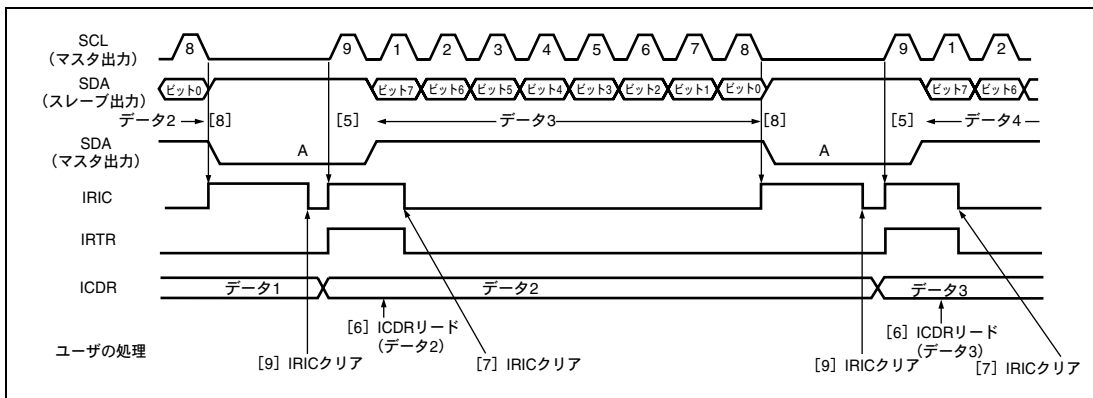 SCL
（マスタ出力）
8 9 1 2 3 4 5 6 7 8 9 1 2
SDA
（スレーブ出力）
ビット0 ビット7 ビット6 ビット5 ビット4 ビット3 ビット2 ビット1 ビット0 ビット7 ビット6
データ2 [8] [5] データ3 [8] [5] データ4
SDA
（マスタ出力）
A A
IRIC
IRTR
ICDR
データ1 データ2 データ3
ユーザの処理
[9] IRICクリア
[6] ICDRリード
（データ2）
[7] IRICクリア
[9] IRICクリア
[6] ICDRリード
（データ3）
[7] IRICクリア